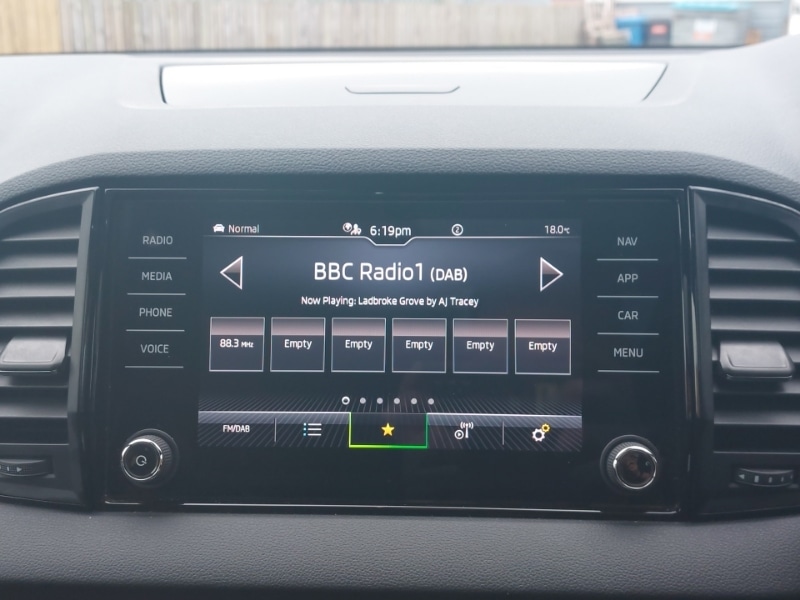 RADIO
MEDIA
PHONE
VOICE
Normal
6:19pm
2
18.0°C
BBC Radio1 (DAB)
Now Playing: Ladbroke Grove by AJ Tracey
88.3 MHz
Empty
Empty
Empty
Empty
Empty
FM/DAB
NAV
APP
CAR
MENU